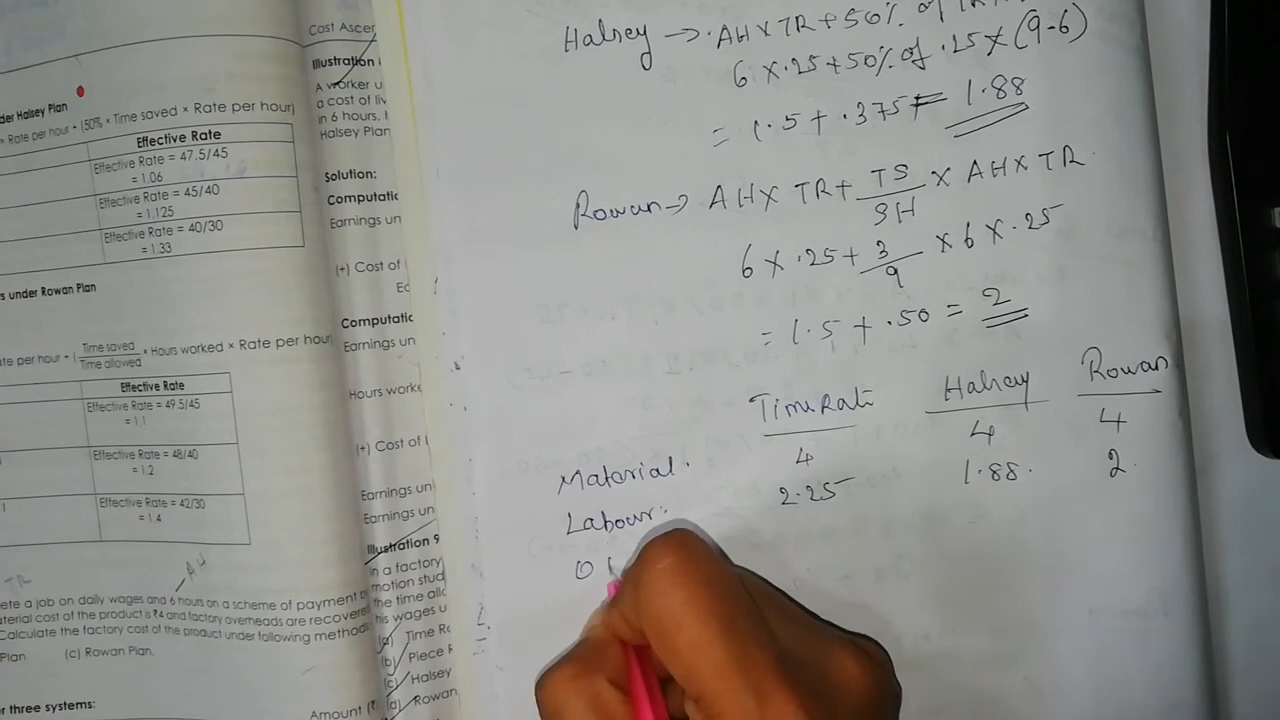 der Halsey Plan
= Rate per hour + (50% × Time saved × Rate per hour)
Effective Rate
Effective Rate = 47.5/45
= 1.06
Effective Rate = 45/40
= 1.125
Effective Rate = 40/30
= 1.33
s under Rowan Plan
te per hour + ( Time saved / Time allowed × Hours worked × Rate per hour
Effective Rate
Effective Rate = 49.5/45
= 1.1
Effective Rate = 48/40
= 1.2
Effective Rate = 42/30
= 1.4
TR
AH
ete a job on daily wages and 6 hours on a scheme of payment
terial cost of the product is ₹4 and factory overheads are recovered
Calculate the factory cost of the product under following methods
Plan (c) Rowan Plan.
r three systems:
Amount (₹
Cost Ascer
Illustration
A worker u
a cost of liv
in 6 hours, I
Halsey Plan
Solution:
Computatic
Earnings un
(+) Cost of
Ec
Computatic
Earnings un
Hours worke
(+) Cost of l
Earnings un
Earnings un
Illustration 9
in a factory
motion stud
the time allo
his wages u
(a) Time Ra
(b) Piece R
(c) Halsey
(d) Rowan
Halsey → AH × TR + 50% of
6 × .25 + 50% of .25 × (9-6)
= 1.5 + .375 = 1.88
Rowan → AH × TR + TS/SH × AH × TR
6 × .25 + 3/9 × 6 × .25
= 1.5 + .50 = 2
Time Rate Halsey Rowan
Material. 4 4 4
Labour: 2.25 1.88. 2.
O